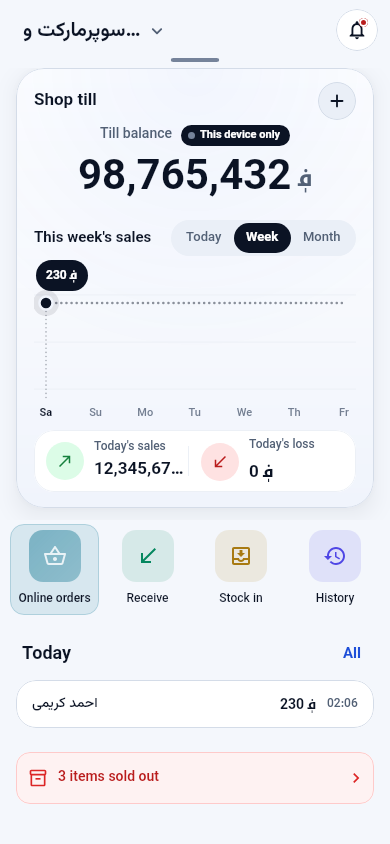 سوپرمارکت و...
Shop till
Till balance
This device only
98,765,432 ؋
This week's sales
Today
Week
Month
230 ؋
Sa
Su
Mo
Tu
We
Th
Fr
Today's sales
12,345,67...
Today's loss
0 ؋
Online orders
Receive
Stock in
History
Today
All
احمد کریمی
230 ؋
02:06
3 items sold out